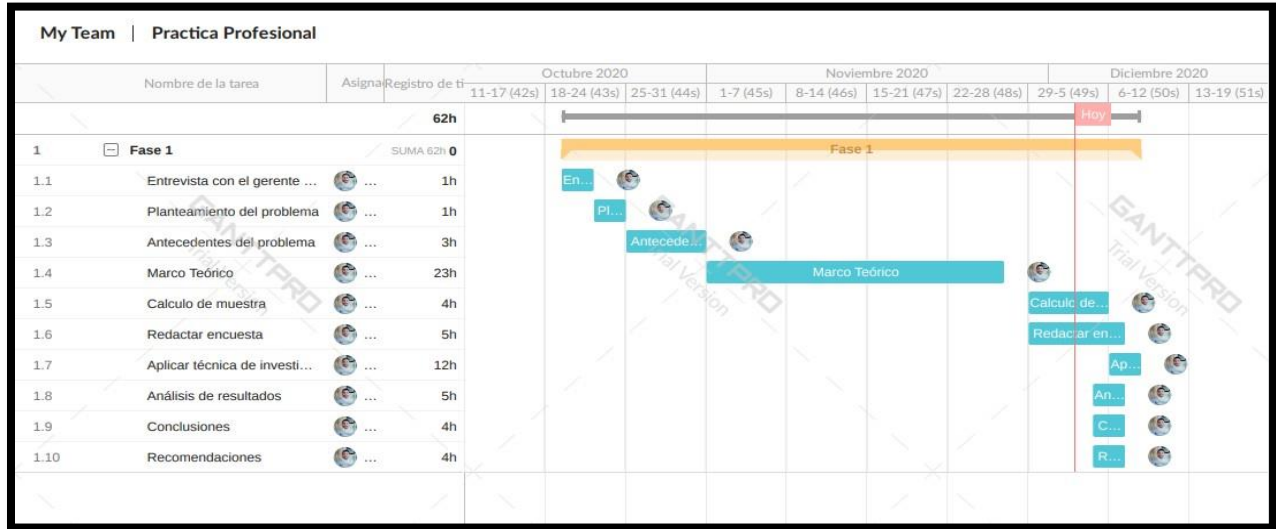 My Team | Practica Profesional
Nombre de la tarea Asigna Registro de ti
Octubre 2020 Noviembre 2020 Diciembre 2020
11-17 (42s) 18-24 (43s) 25-31 (44s) 1-7 (45s) 8-14 (46s) 15-21 (47s) 22-28 (48s) 29-5 (49s) 6-12 (50s) 13-19 (51s)
62h Hoy
1 Fase 1 SUMA 62h 0 Fase 1
1.1 Entrevista con el gerente ... ... 1h En...
1.2 Planteamiento del problema ... 1h Pl...
1.3 Antecedentes del problema ... 3h Antecede...
1.4 Marco Teórico ... 23h Marco Teórico
1.5 Calculo de muestra ... 4h Calculo de...
1.6 Redactar encuesta ... 5h Redactar en...
1.7 Aplicar técnica de investi... ... 12h Ap...
1.8 Análisis de resultados ... 5h An...
1.9 Conclusiones ... 4h C...
1.10 Recomendaciones ... 4h R...
GANTTPRO
Trial Version
GANTTPRO
Trial Version
GANTTPRO
Trial Version